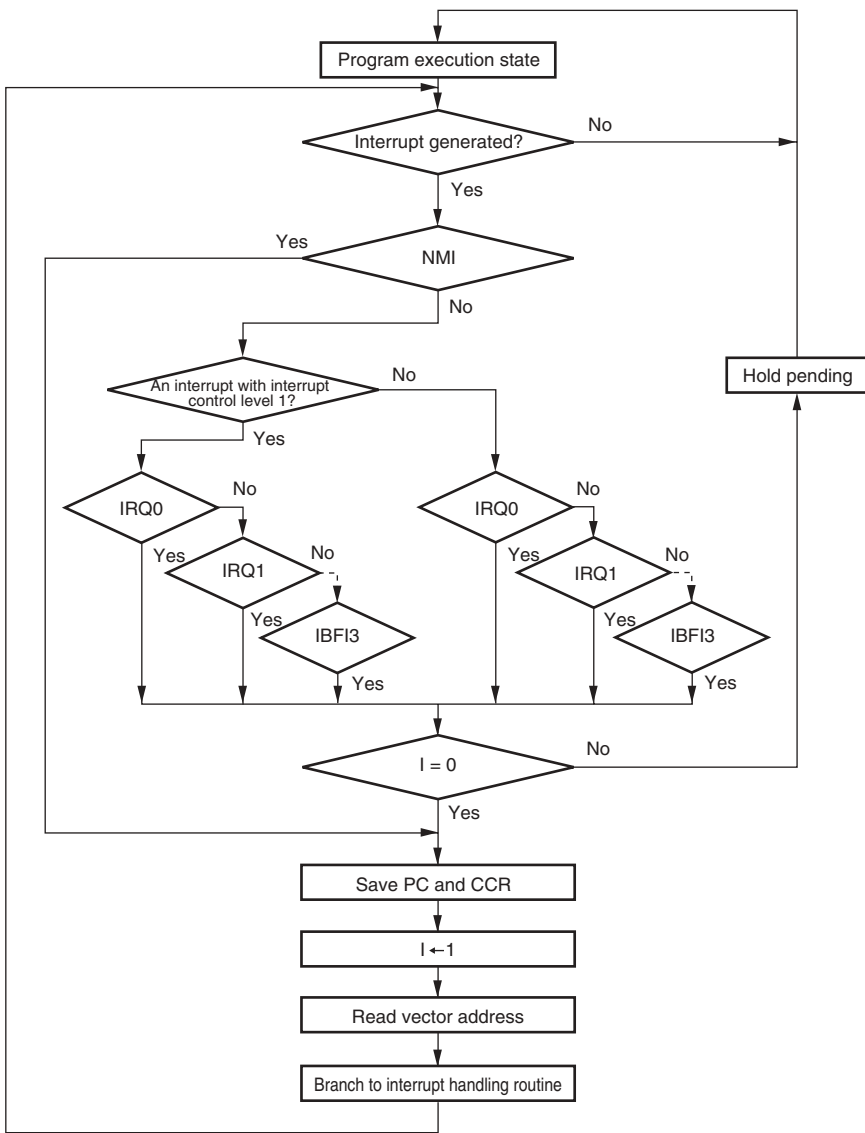 Program execution state
Interrupt generated?
No
Yes
Yes
NMI
No
An interrupt with interrupt
control level 1?
No
Hold pending
Yes
IRQ0
No
IRQ0
No
Yes
IRQ1
No
Yes
IRQ1
No
Yes
IBFI3
Yes
IBFI3
Yes
Yes
I = 0
No
Yes
Save PC and CCR
I ←1
Read vector address
Branch to interrupt handling routine